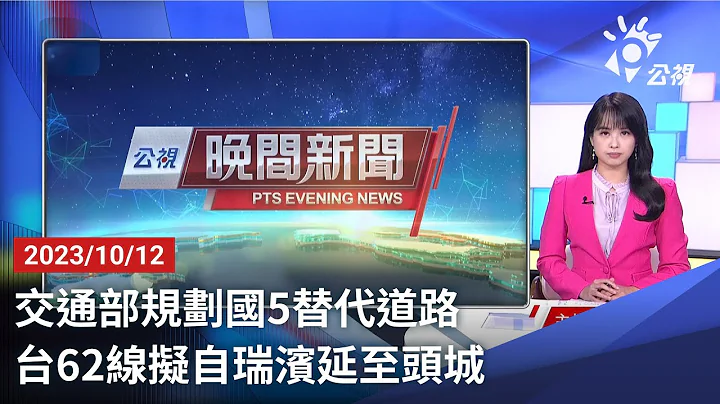 公視
公視
晚間新聞
PTS EVENING NEWS
2023/10/12
交通部規劃國5替代道路
台62線擬自瑞濱延至頭城